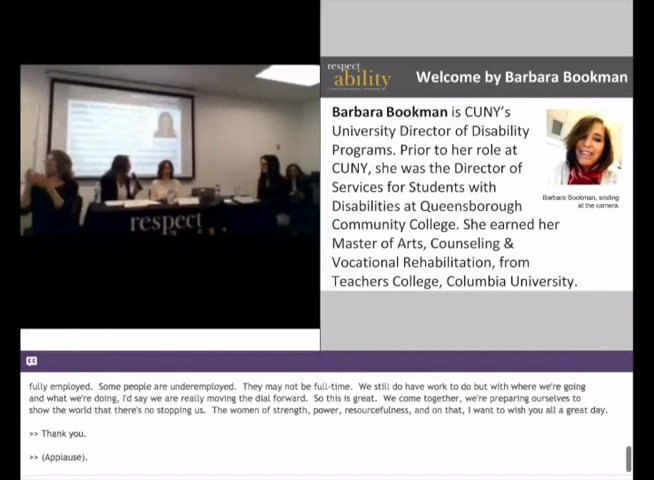 respect
ability
Welcome by Barbara Bookman
Barbara Bookman is CUNY's
University Director of Disability
Programs. Prior to her role at
CUNY, she was the Director of
Services for Students with
Disabilities at Queensborough
Community College. She earned her
Master of Arts, Counseling &
Vocational Rehabilitation, from
Teachers College, Columbia University.
Barbara Bookman, smiling
at the camera.
respect
fully employed. Some people are underemployed. They may not be full-time. We still do have work to do but with where we're going
and what we're doing, I'd say we are really moving the dial forward. So this is great. We come together, we're preparing ourselves to
show the world that there's no stopping us. The women of strength, power, resourcefulness, and on that, I want to wish you all a great day.
>> Thank you.
>> (Applause).